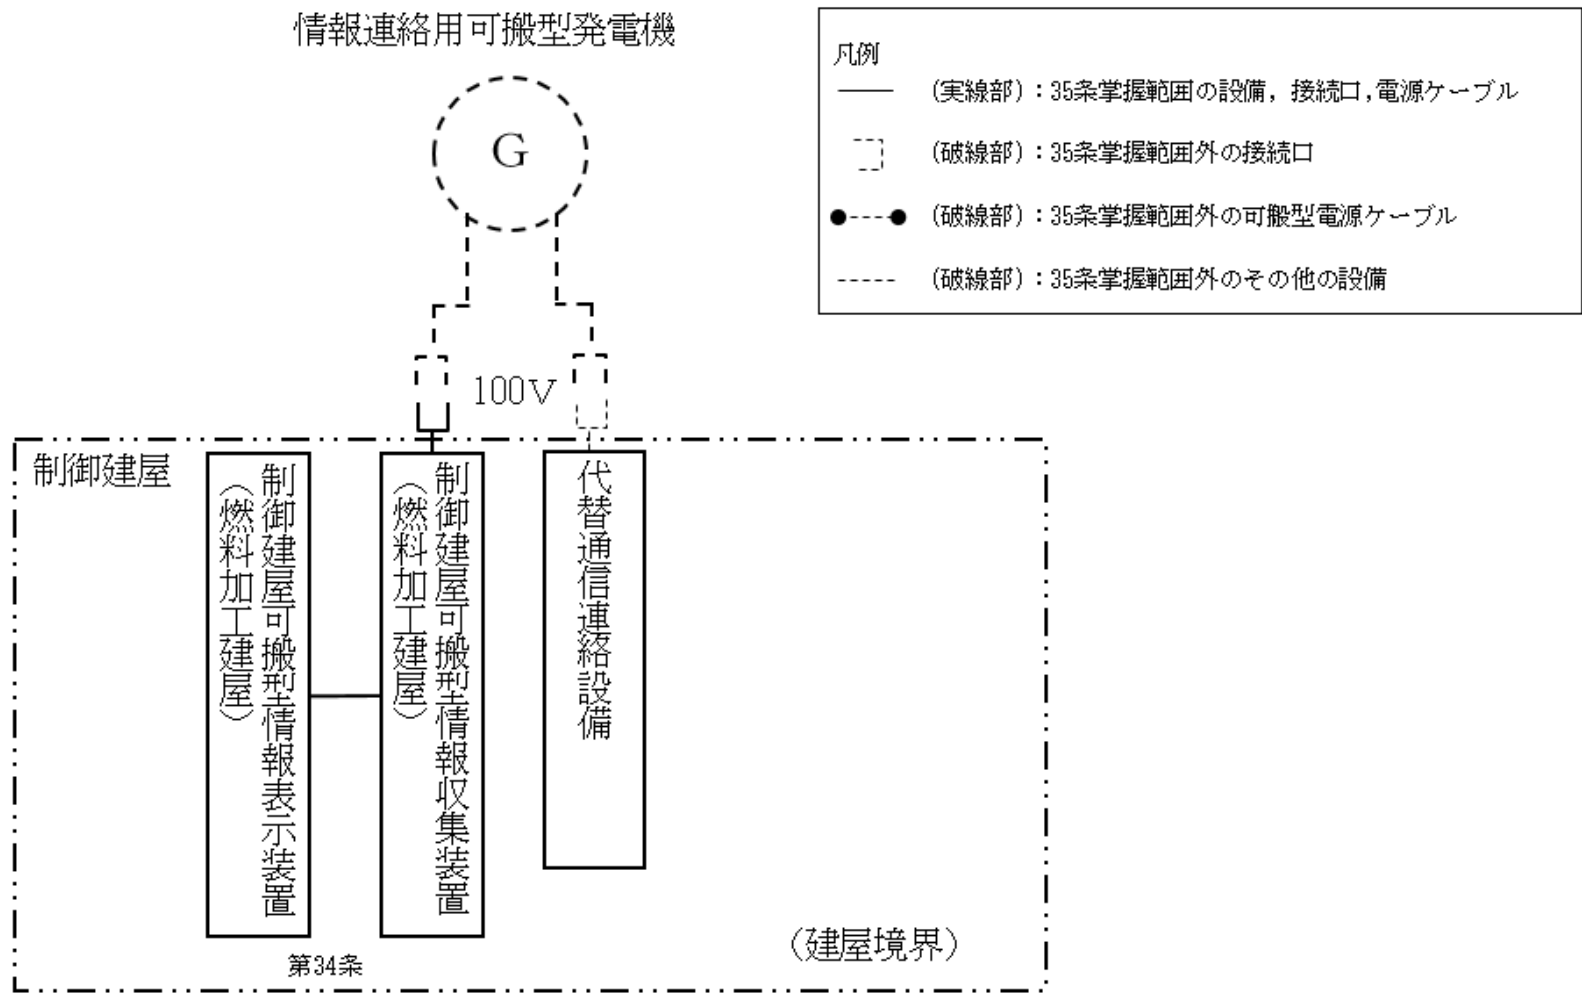 情報連絡用可搬型発電機
G
凡例
(実線部):35条掌握範囲の設備,接続口,電源ケーブル
(破線部):35条掌握範囲外の接続口
(破線部):35条掌握範囲外の可般型電源ケーブル
(破線部):35条掌握範囲外のその他の設備
100V
制御建屋
制御建屋可搬型情報表示装置
(燃料加工建屋)
制御建屋可搬型情報収集装置
(燃料加工建屋)
代替通信連絡設備
第34条
(建屋境界)